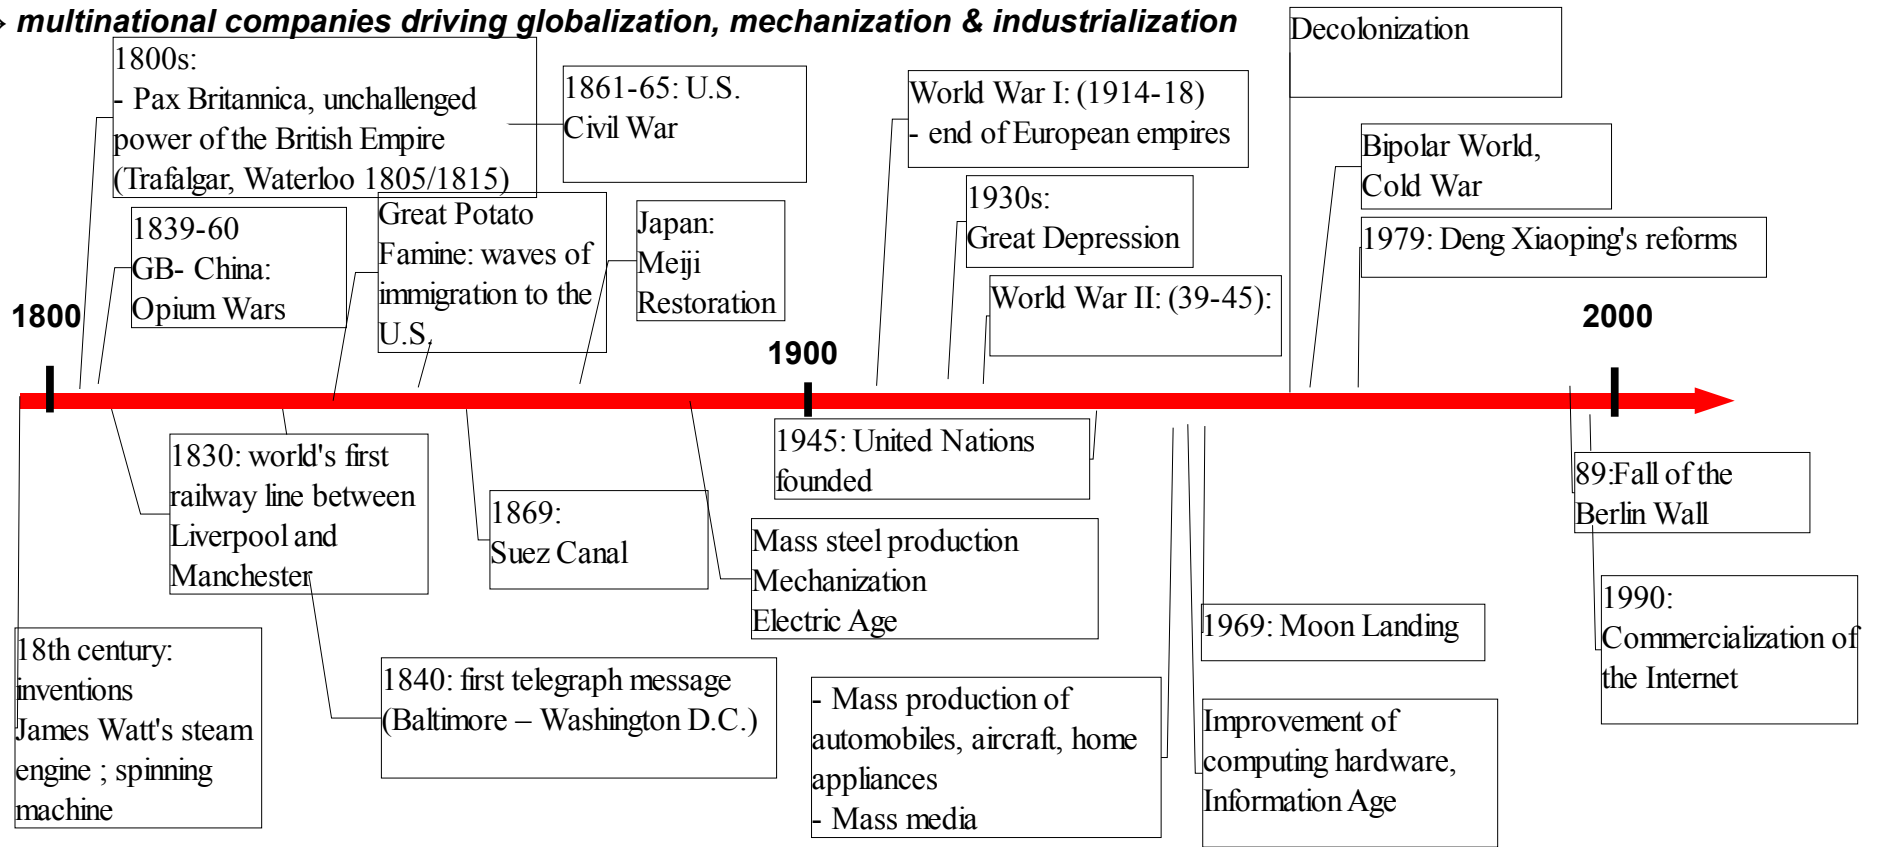 → multinational companies driving globalization, mechanization & industrialization
1800s:
- Pax Britannica, unchallenged
power of the British Empire
(Trafalgar, Waterloo 1805/1815)
1861-65: U.S.
Civil War
World War I: (1914-18)
- end of European empires
Decolonization
Bipolar World,
Cold War
1839-60
GB- China:
Opium Wars
Great Potato
Famine: waves of
immigration to the
U.S.
Japan:
Meiji
Restoration
1930s:
Great Depression
1979: Deng Xiaoping's reforms
World War II: (39-45):
1800
1900
2000
1830: world's first
railway line between
Liverpool and
Manchester
1869:
Suez Canal
1945: United Nations
founded
Mass steel production
Mechanization
Electric Age
89:Fall of the
Berlin Wall
18th century:
inventions
James Watt's steam
engine ; spinning
machine
1840: first telegraph message
(Baltimore – Washington D.C.)
- Mass production of
automobiles, aircraft, home
appliances
- Mass media
1969: Moon Landing
Improvement of
computing hardware,
Information Age
1990:
Commercialization of
the Internet